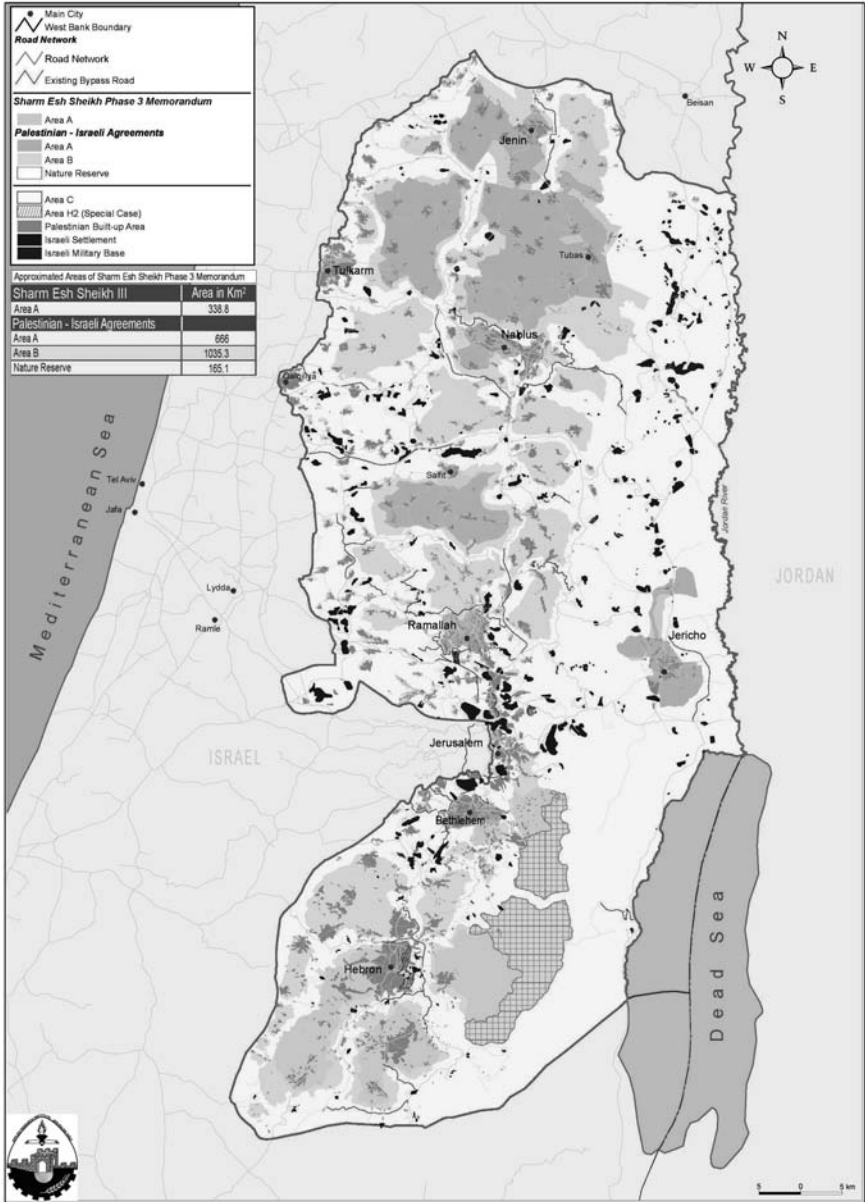 Main City
West Bank Boundary
Road Network
Road Network
Existing Bypass Road
Sharm Esh Sheikh Phase 3 Memorandum
Area A
Palestinian - Israeli Agreements
Area A
Area B
Nature Reserve
Area C
Area H2 (Special Case)
Palestinian Built-up Area
Israeli Settlement
Israeli Military Base
Approximated Areas of Sharm Esh Sheikh Phase 3 Memorandum
Sharm Esh Sheikh III Area in Km²
Area A 338.8
Palestinian - Israel Agreements
Area A 666
Area B 1035.3
Nature Reserve 165.1
N
W E
S
Beisan
Jenin
Tubas
Tulkarm
Nablus
Mediterranean Sea
Tel Aviv
Jafa
Salfit
Jordan River
JORDAN
Lydda
Ramle
Ramallah
Jericho
Jerusalem
ISRAEL
Bethlehem
Hebron
Dead Sea
5 0 5 km